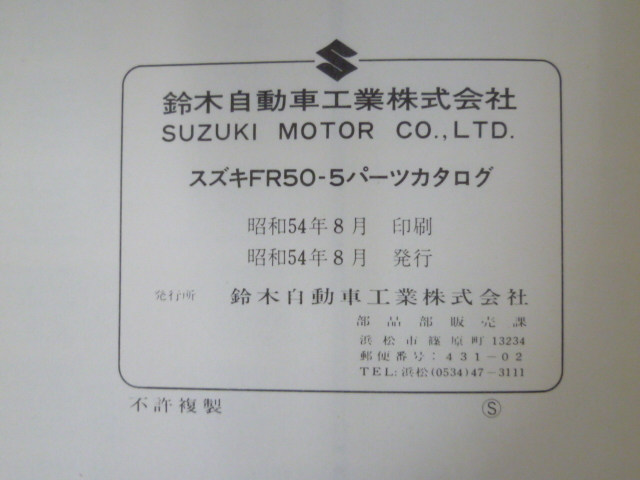 鈴木自動車工業株式会社
SUZUKI MOTOR CO.,LTD.
スズキFR50-5パーツカタログ
昭和54年8月 印刷
昭和54年8月 発行
発行所 鈴木自動車工業株式会社
部品部販売課
浜松市篠原町13234
郵便番号:431-02
TEL:浜松(0534)47-3111
不許複製 Ⓢ